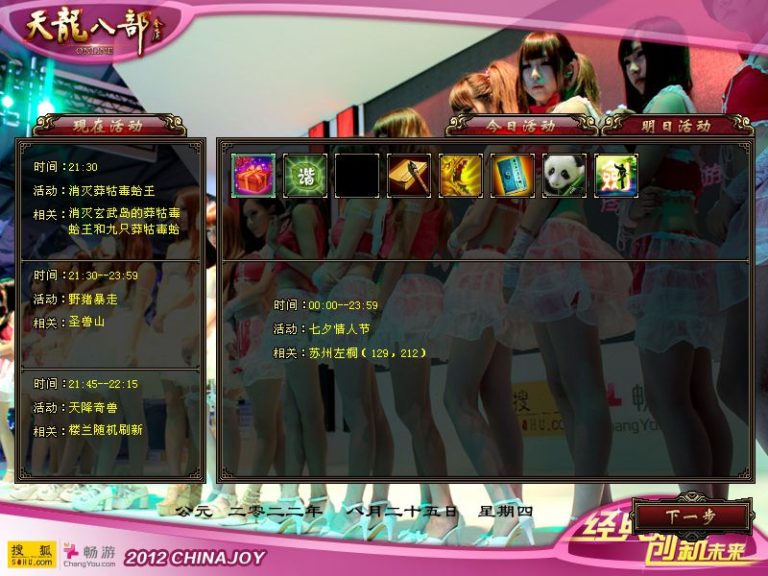 天龍八部
ONLINE
现在活动
今日活动
明日活动
时间:21:30
活动:消灭莽牯毒蛤王
相关:消灭玄武岛的莽牯毒
蛤王和九只莽牯毒蛤
时间:21:30--23:59
活动:野猪暴走
相关:圣兽山
时间:21:45--22:15
活动:天降奇兽
相关:楼兰随机刷新
谐
时间:00:00--23:59
活动:七夕情人节
相关:苏州左桐(129,212)
搜
畅
SOHU.com
ChangYou
公元 二零二二年 八月二十五日 星期四
下一步
搜狐
SOHU.com
畅游
ChangYou.com
2012 CHINAJOY
创新未来